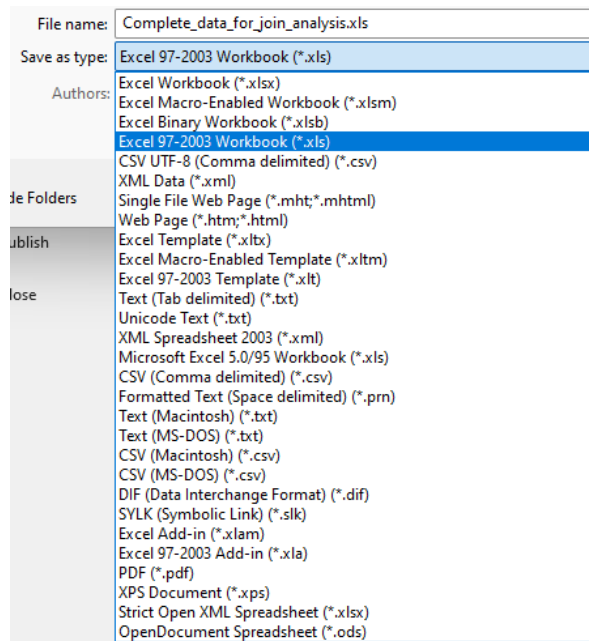 File name: Complete_data_for_join_analysis.xls
Save as type: Excel 97-2003 Workbook (*.xls)
Authors:
Excel Workbook (*.xlsx)
Excel Macro-Enabled Workbook (*.xlsm)
Excel Binary Workbook (*.xlsb)
Excel 97-2003 Workbook (*.xls)
CSV UTF-8 (Comma delimited) (*.csv)
XML Data (*.xml)
de Folders
Single File Web Page (*.mht;*.mhtml)
Web Page (*.htm;*.html)
ublish
Excel Template (*.xltx)
Excel Macro-Enabled Template (*.xltm)
Excel 97-2003 Template (*.xlt)
lose
Text (Tab delimited) (*.txt)
Unicode Text (*.txt)
XML Spreadsheet 2003 (*.xml)
Microsoft Excel 5.0/95 Workbook (*.xls)
CSV (Comma delimited) (*.csv)
Formatted Text (Space delimited) (*.prn)
Text (Macintosh) (*.txt)
Text (MS-DOS) (*.txt)
CSV (Macintosh) (*.csv)
CSV (MS-DOS) (*.csv)
DIF (Data Interchange Format) (*.dif)
SYLK (Symbolic Link) (*.slk)
Excel Add-in (*.xlam)
Excel 97-2003 Add-in (*.xla)
PDF (*.pdf)
XPS Document (*.xps)
Strict Open XML Spreadsheet (*.xlsx)
OpenDocument Spreadsheet (*.ods)